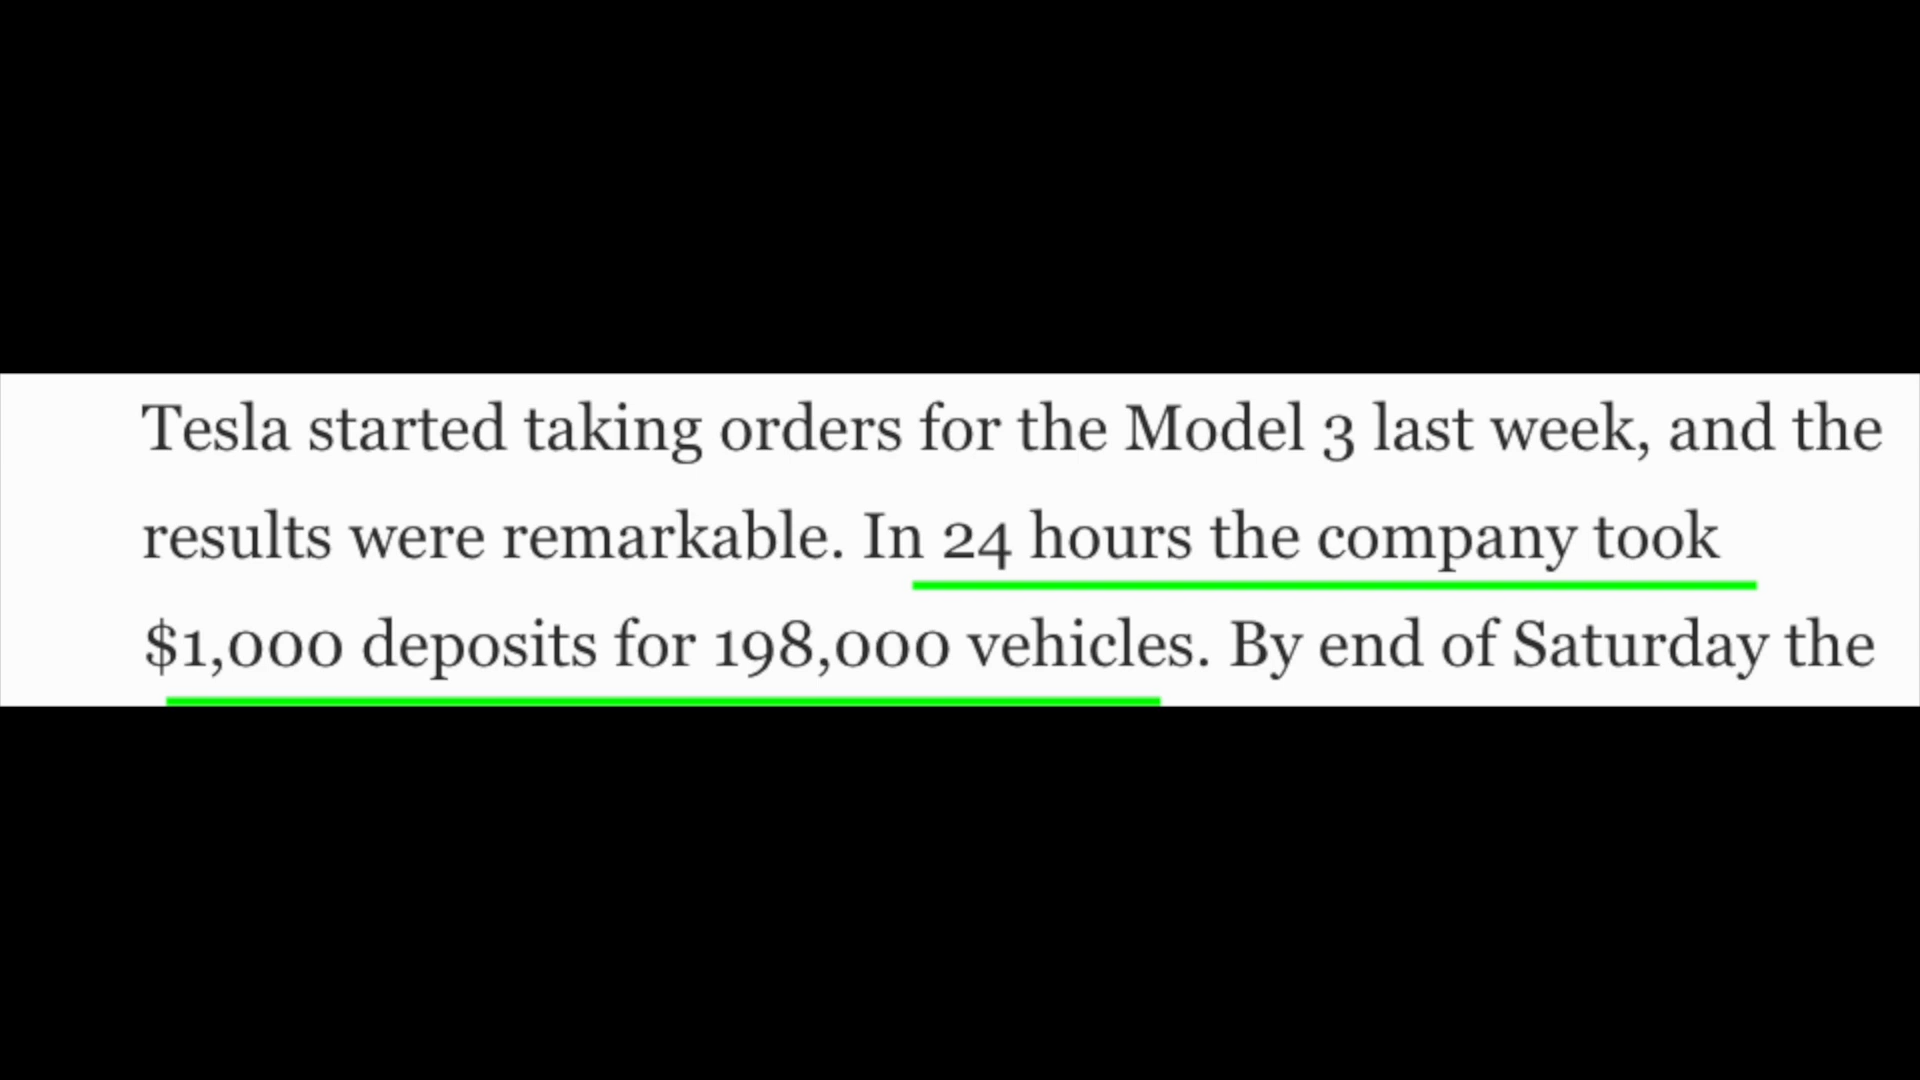 Tesla started taking orders for the Model 3 last week, and the
results were remarkable. In 24 hours the company took
$1,000 deposits for 198,000 vehicles. By end of Saturday the